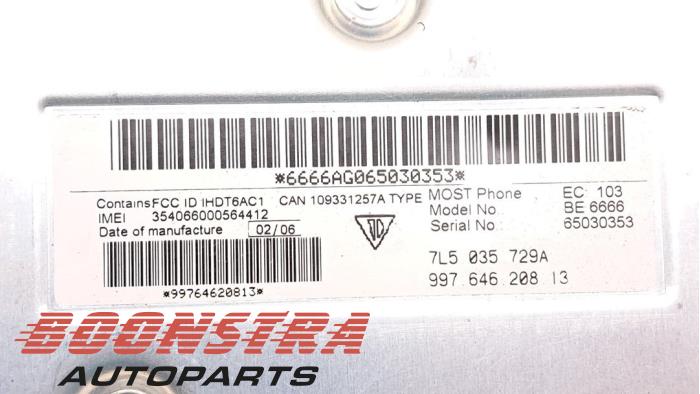 *6666AG065030353*
Contains FCC ID IHDT6AC1 CAN 109331257A TYPE MOST Phone EC: 103
IMEI 354066000564412 Model No.: BE 6666
Date of manufacture 02/06 Serial No.: 65030353
7L5 035 729A
997.646.208.13
*99764620813*
BOONSTRA
AUTOPARTS